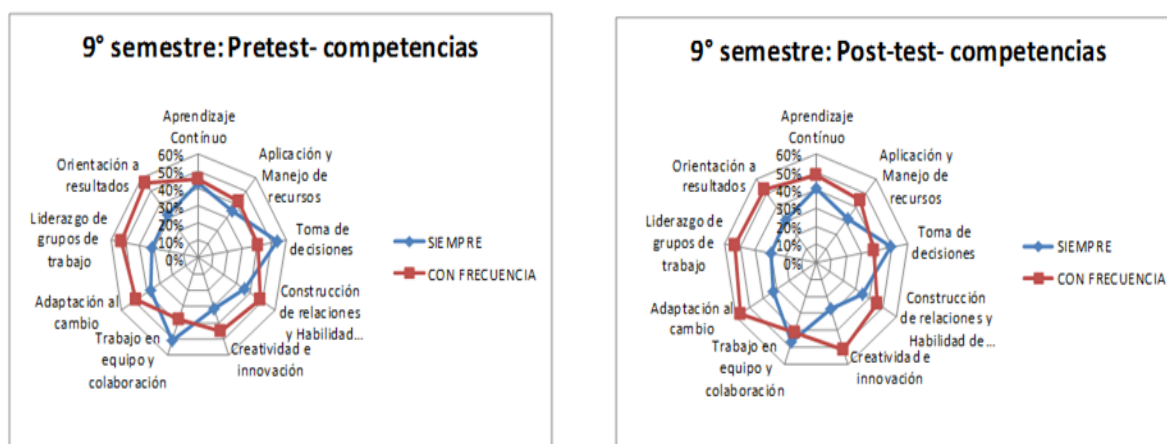 9° semestre: Pretest- competencias
Aprendizaje
Contínuo
60%
50%
40%
30%
20%
10%
0%
Aplicación y
Manejo de
recursos
Toma de
decisiones
Construcción
de relaciones
y Habilidad...
Creatividad e
innovación
Trabajo en
equipo y
colaboración
Adaptación al
cambio
Liderazgo de
grupos de
trabajo
Orientación a
resultados
SIEMPRE
CON FRECUENCIA
9° semestre: Post-test- competencias
Aprendizaje
Contínuo
60%
50%
40%
30%
20%
10%
0%
Aplicación y
Manejo de
recursos
Toma de
decisiones
Construcción
de relaciones y
Habilidad de...
Creatividad e
innovación
Trabajo en
equipo y
colaboración
Adaptación al
cambio
Liderazgo de
grupos de
trabajo
Orientación a
resultados
SIEMPRE
CON FRECUENCIA